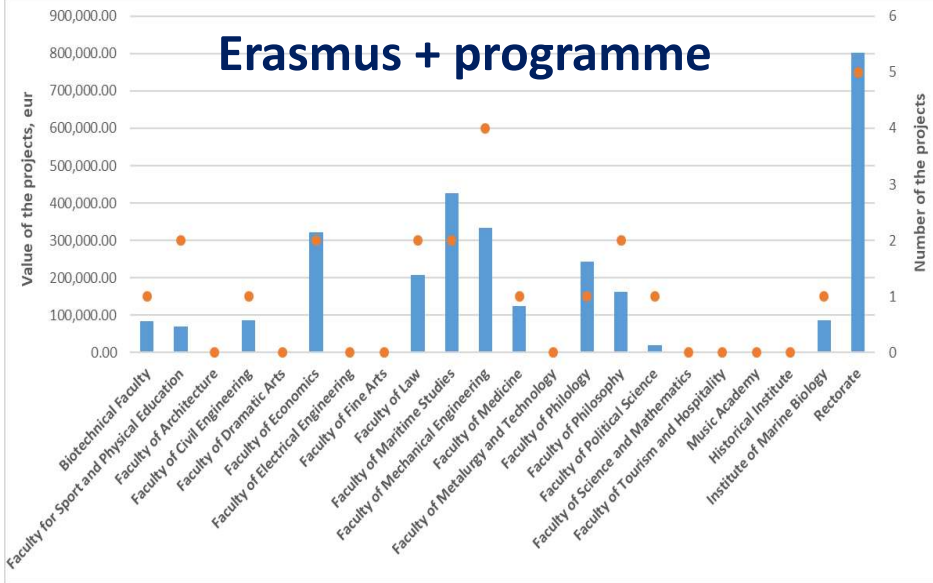 Erasmus + programme
Value of the projects, eur
900,000.00
800,000.00
700,000.00
600,000.00
500,000.00
400,000.00
300,000.00
200,000.00
100,000.00
0.00
Number of the projects
6
5
4
3
2
1
0
Biotechnical Faculty
Faculty for Sport and Physical Education
Faculty of Architecture
Faculty of Civil Engineering
Faculty of Dramatic Arts
Faculty of Economics
Faculty of Electrical Engineering
Faculty of Fine Arts
Faculty of Law
Faculty of Maritime Studies
Faculty of Mechanical Engineering
Faculty of Medicine
Faculty of Metalurgy and Technology
Faculty of Philology
Faculty of Philosophy
Faculty of Political Science
Faculty of Science and Mathematics
Faculty of Tourism and Hospitality
Music Academy
Historical Institute
Institute of Marine Biology
Rectorate